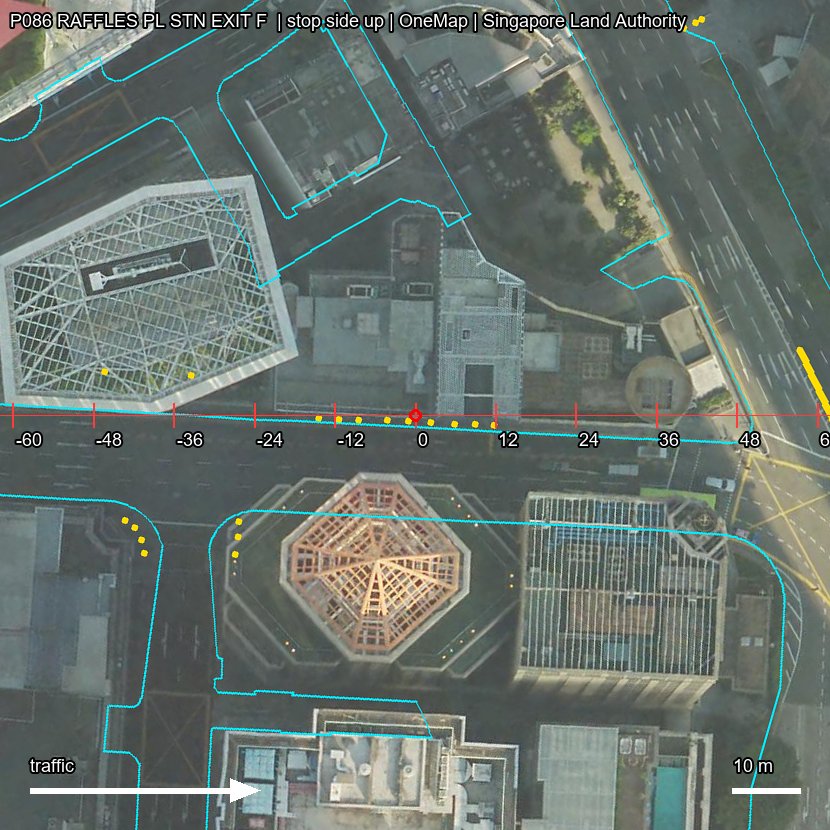 P086 RAFFLES PL STN EXIT F | stop side up | OneMap | Singapore Land Authority
-60 -48 -36 -24 -12 0 12 24 36 48 6
traffic
10 m